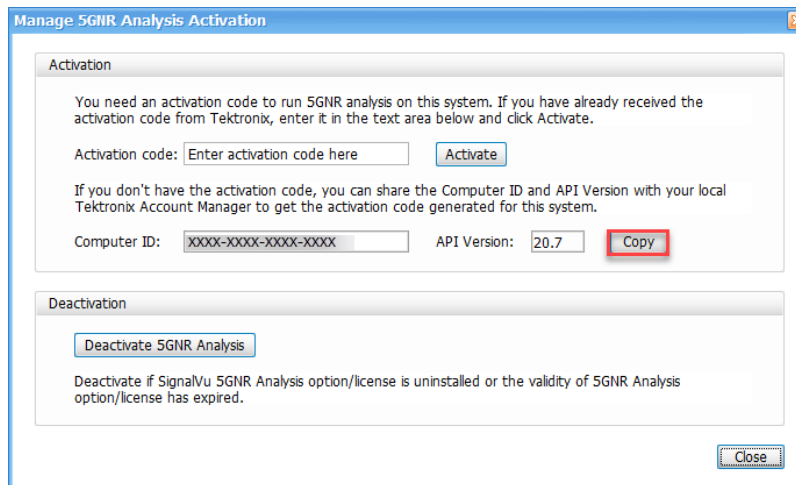 Manage 5GNR Analysis Activation
Activation
You need an activation code to run 5GNR analysis on this system. If you have already received the
activation code from Tektronix, enter it in the text area below and click Activate.
Activation code: Enter activation code here Activate
If you don't have the activation code, you can share the Computer ID and API Version with your local
Tektronix Account Manager to get the activation code generated for this system.
Computer ID: XXXX-XXXX-XXXX-XXXX API Version: 20.7 Copy
Deactivation
Deactivate 5GNR Analysis
Deactivate if SignalVu 5GNR Analysis option/license is uninstalled or the validity of 5GNR Analysis
option/license has expired.
Close